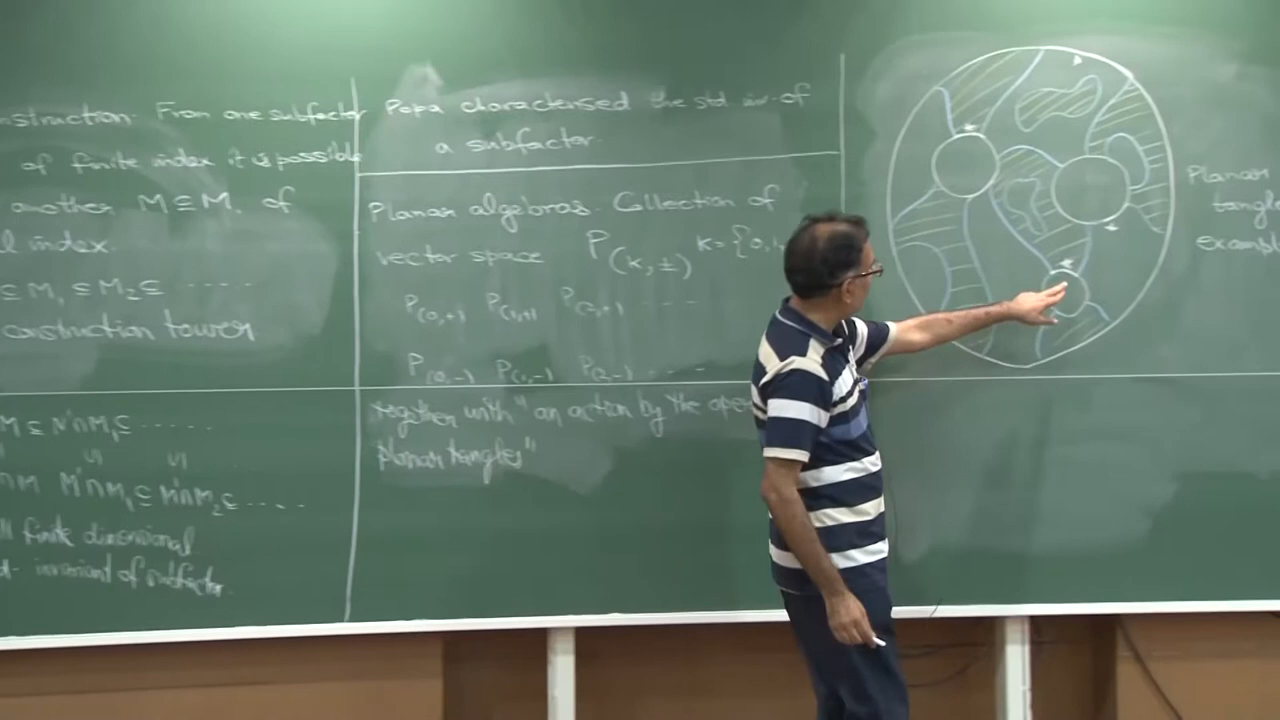 nstruction. From one subfactor
of finite index it is possible
another M ⊆ M₁ of
l index.
⊆ M₁ ⊆ M₂ ⊆ .....
construction tower
M ⊆ N'∩M₁ ⊆ ......
∩M M'∩M₁ ⊆ M'∩M₂ ⊆ .....
finite dimensional
invariant of subfactor.
Popa characterised the std inv. of
a subfactor.
Planar algebras. Collection of
vector space P(k,±) k = {0,1
P(0,+) P(1,+) P(2,+) ...
P(0,-) P(1,-) P(2,-) ....
together with "an action by the ope
planar tangles"
Planar
tangle
example